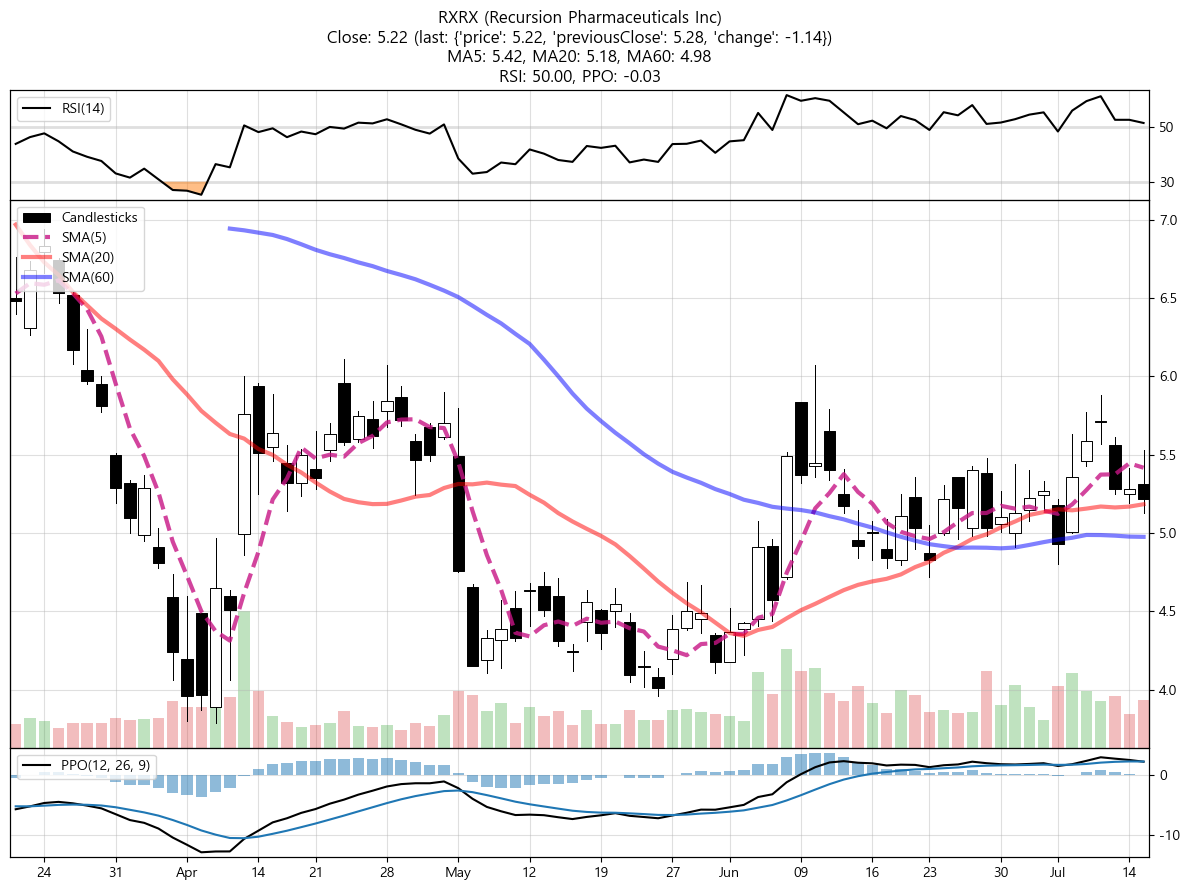 RXRX (Recursion Pharmaceuticals Inc)
Close: 5.22 (last: {'price': 5.22, 'previousClose': 5.28, 'change': -1.14})
MA5: 5.42, MA20: 5.18, MA60: 4.98
RSI: 50.00, PPO: -0.03
RSI(14)
50
30
Candlesticks
SMA(5)
SMA(20)
SMA(60)
7.0
6.5
6.0
5.5
5.0
4.5
4.0
PPO(12, 26, 9)
0
-10
24 31 Apr 14 21 28 May 12 19 27 Jun 09 16 23 30 Jul 14